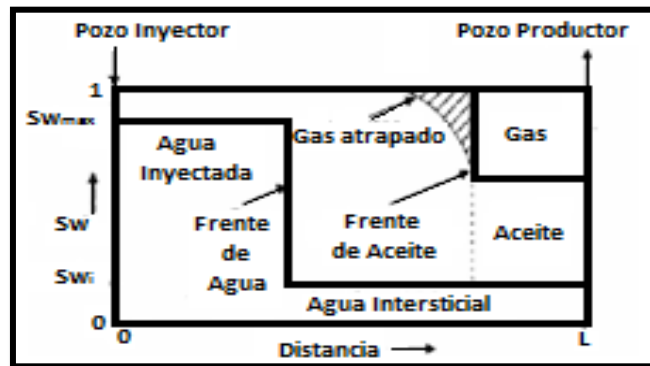 Pozo Inyector
Pozo Productor
1
Swmax
Agua
Inyectada
Gas atrapado
Gas
Sw
Frente
de
Agua
Frente
de Aceite
Aceite
Swi
Agua Intersticial
0
0
Distancia
L